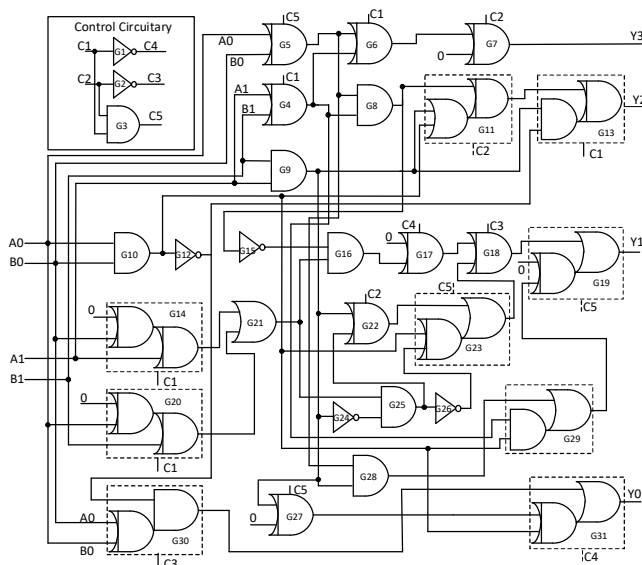 Control Circuitary
C1
G1
C4
C2
G2
C3
G3
C5
A0
B0
C5
G5
C1
G6
C2
0
G7
Y3
A1
B1
C1
G4
G8
G11
C2
G13
C1
Y2
G9
A0
B0
G10
G12
G15
G16
0
C4
G17
C3
G18
0
G19
C5
Y1
0
G14
C1
G21
C2
G22
C5
G23
A1
B1
0
G20
C1
G24
G25
G26
G29
G28
A0
B0
G30
C3
C5
0
G27
G31
C4
Y0